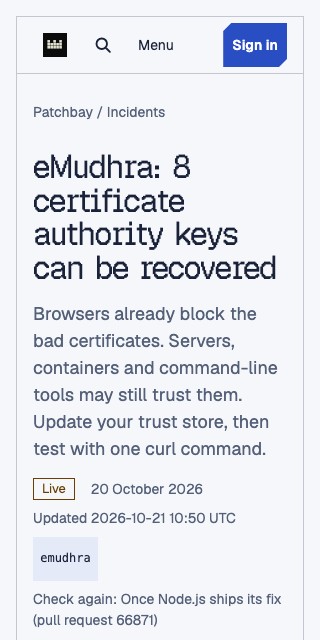 Menu
Sign in
Patchbay / Incidents
eMudhra: 8
certificate
authority keys
can be recovered
Browsers already block the
bad certificates. Servers,
containers and command-line
tools may still trust them.
Update your trust store, then
test with one curl command.
Live
20 October 2026
Updated 2026-10-21 10:50 UTC
emudhra
Check again: Once Node.js ships its fix
(pull request 66871)